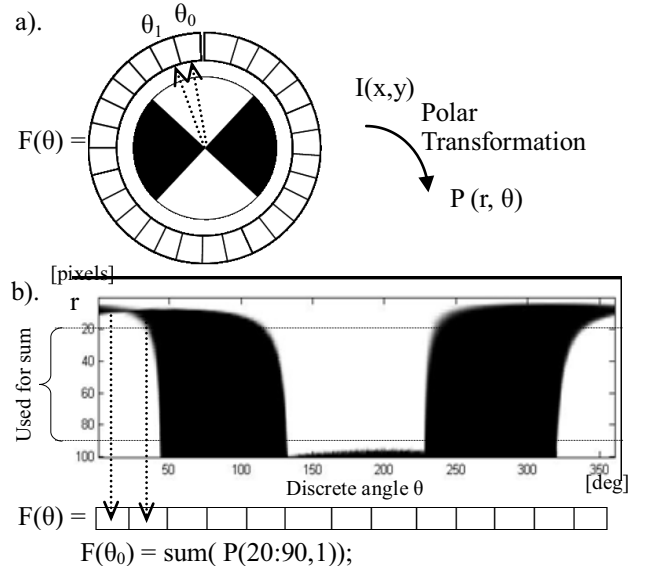 a).
θ1 θ0
F(θ) =
I(x,y)
Polar
Transformation
P (r, θ)
[pixels]
b).
r
Used for sum
20
40
60
80
100
50 100 150 200 250 300 350
Discrete angle θ
[deg]
F(θ) =
F(θ0) = sum( P(20:90,1));